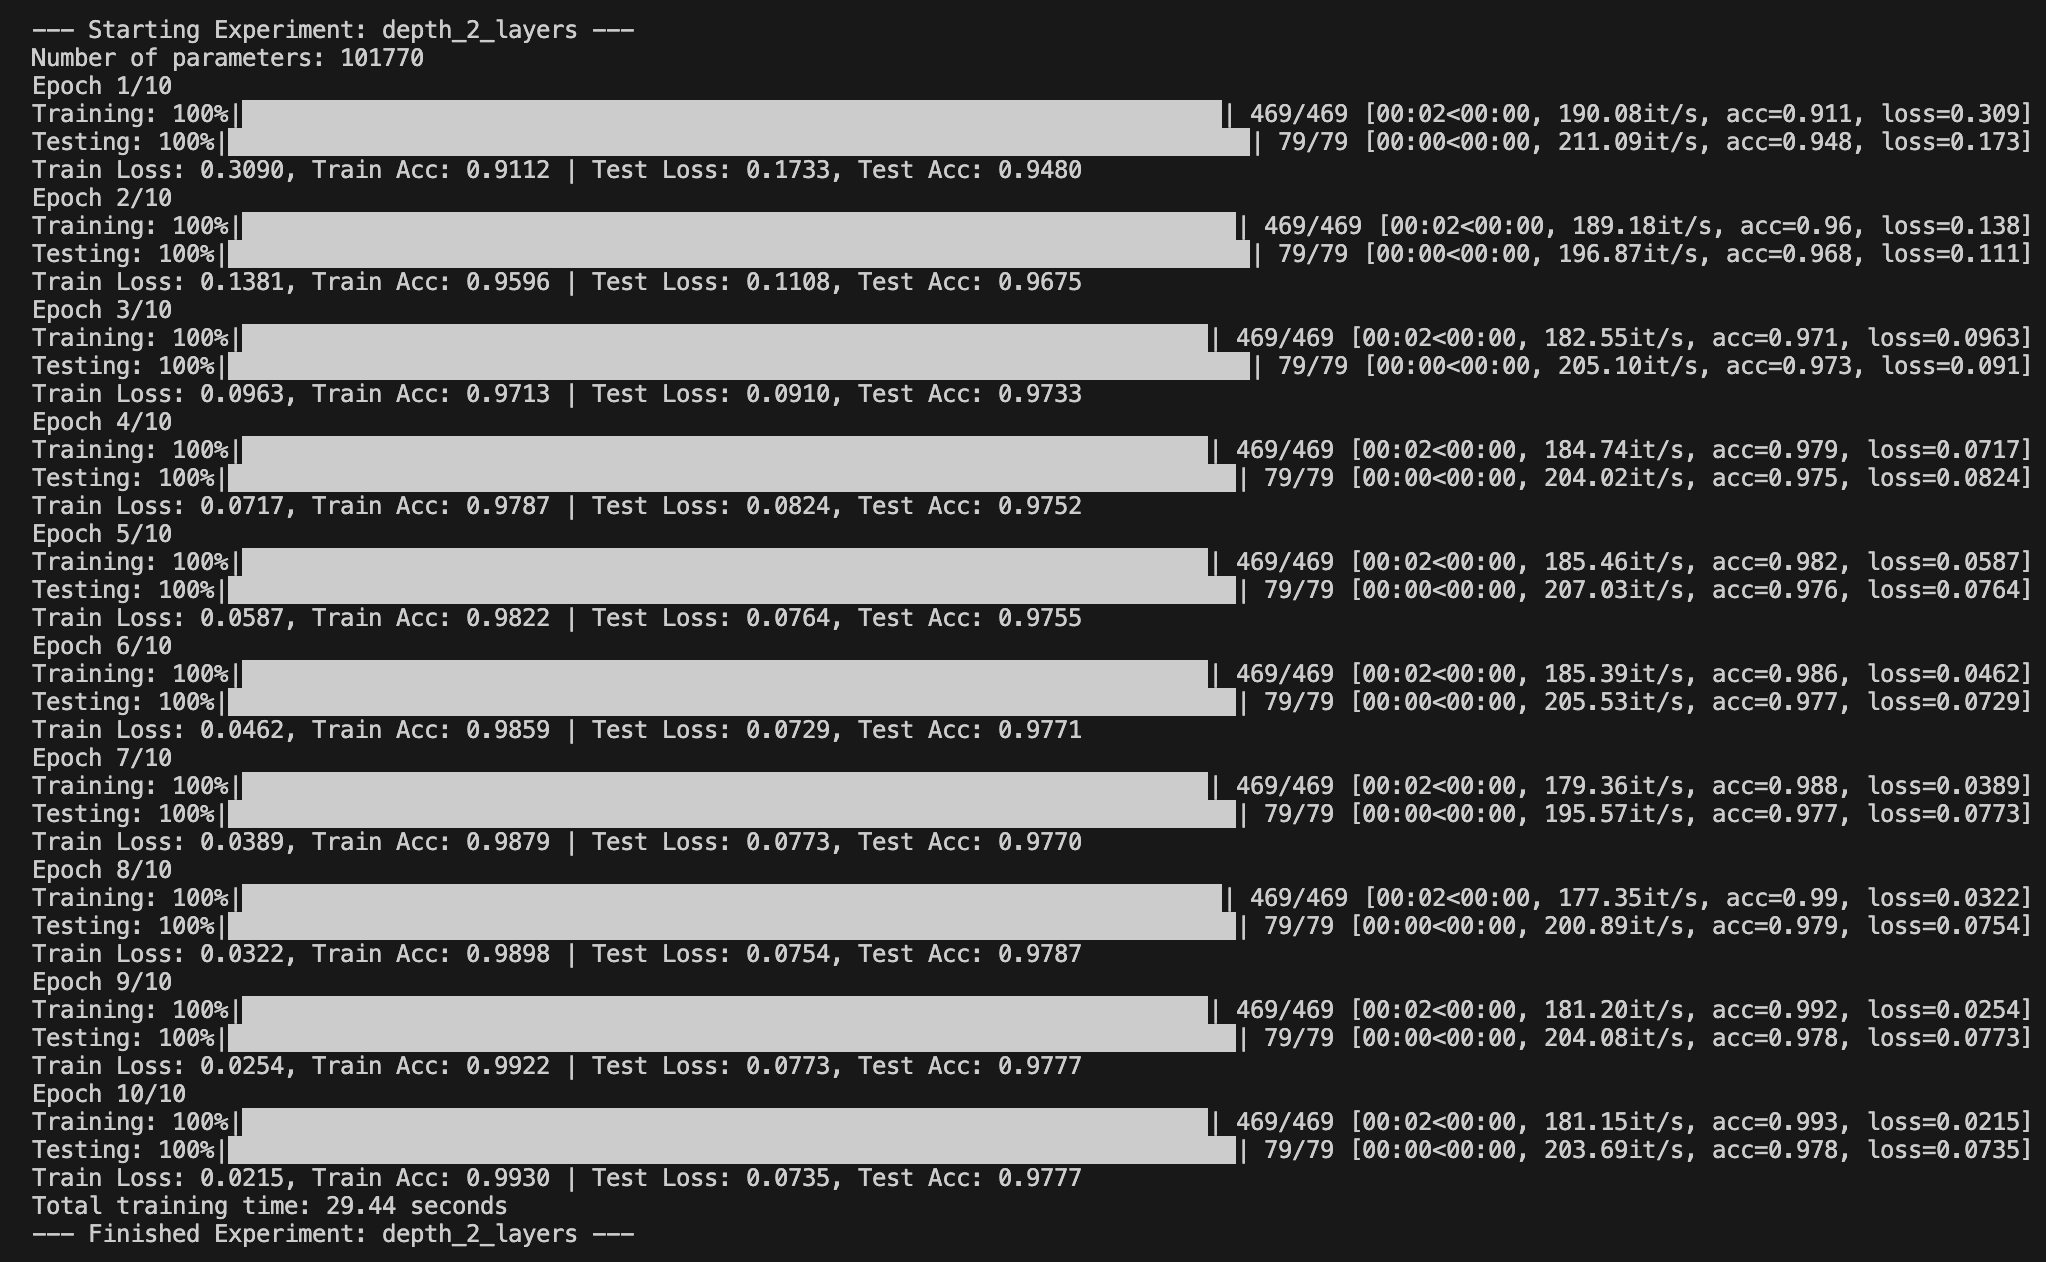 --- Starting Experiment: depth_2_layers ---
Number of parameters: 101770
Epoch 1/10
Training: 100%|██████████| 469/469 [00:02<00:00, 190.08it/s, acc=0.911, loss=0.309]
Testing: 100%|██████████| 79/79 [00:00<00:00, 211.09it/s, acc=0.948, loss=0.173]
Train Loss: 0.3090, Train Acc: 0.9112 | Test Loss: 0.1733, Test Acc: 0.9480
Epoch 2/10
Training: 100%|██████████| 469/469 [00:02<00:00, 189.18it/s, acc=0.96, loss=0.138]
Testing: 100%|██████████| 79/79 [00:00<00:00, 196.87it/s, acc=0.968, loss=0.111]
Train Loss: 0.1381, Train Acc: 0.9596 | Test Loss: 0.1108, Test Acc: 0.9675
Epoch 3/10
Training: 100%|██████████| 469/469 [00:02<00:00, 182.55it/s, acc=0.971, loss=0.0963]
Testing: 100%|██████████| 79/79 [00:00<00:00, 205.10it/s, acc=0.973, loss=0.091]
Train Loss: 0.0963, Train Acc: 0.9713 | Test Loss: 0.0910, Test Acc: 0.9733
Epoch 4/10
Training: 100%|██████████| 469/469 [00:02<00:00, 184.74it/s, acc=0.979, loss=0.0717]
Testing: 100%|██████████| 79/79 [00:00<00:00, 204.02it/s, acc=0.975, loss=0.0824]
Train Loss: 0.0717, Train Acc: 0.9787 | Test Loss: 0.0824, Test Acc: 0.9752
Epoch 5/10
Training: 100%|██████████| 469/469 [00:02<00:00, 185.46it/s, acc=0.982, loss=0.0587]
Testing: 100%|██████████| 79/79 [00:00<00:00, 207.03it/s, acc=0.976, loss=0.0764]
Train Loss: 0.0587, Train Acc: 0.9822 | Test Loss: 0.0764, Test Acc: 0.9755
Epoch 6/10
Training: 100%|██████████| 469/469 [00:02<00:00, 185.39it/s, acc=0.986, loss=0.0462]
Testing: 100%|██████████| 79/79 [00:00<00:00, 205.53it/s, acc=0.977, loss=0.0729]
Train Loss: 0.0462, Train Acc: 0.9859 | Test Loss: 0.0729, Test Acc: 0.9771
Epoch 7/10
Training: 100%|██████████| 469/469 [00:02<00:00, 179.36it/s, acc=0.988, loss=0.0389]
Testing: 100%|██████████| 79/79 [00:00<00:00, 195.57it/s, acc=0.977, loss=0.0773]
Train Loss: 0.0389, Train Acc: 0.9879 | Test Loss: 0.0773, Test Acc: 0.9770
Epoch 8/10
Training: 100%|██████████| 469/469 [00:02<00:00, 177.35it/s, acc=0.99, loss=0.0322]
Testing: 100%|██████████| 79/79 [00:00<00:00, 200.89it/s, acc=0.979, loss=0.0754]
Train Loss: 0.0322, Train Acc: 0.9898 | Test Loss: 0.0754, Test Acc: 0.9787
Epoch 9/10
Training: 100%|██████████| 469/469 [00:02<00:00, 181.20it/s, acc=0.992, loss=0.0254]
Testing: 100%|██████████| 79/79 [00:00<00:00, 204.08it/s, acc=0.978, loss=0.0773]
Train Loss: 0.0254, Train Acc: 0.9922 | Test Loss: 0.0773, Test Acc: 0.9777
Epoch 10/10
Training: 100%|██████████| 469/469 [00:02<00:00, 181.15it/s, acc=0.993, loss=0.0215]
Testing: 100%|██████████| 79/79 [00:00<00:00, 203.69it/s, acc=0.978, loss=0.0735]
Train Loss: 0.0215, Train Acc: 0.9930 | Test Loss: 0.0735, Test Acc: 0.9777
Total training time: 29.44 seconds
--- Finished Experiment: depth_2_layers ---